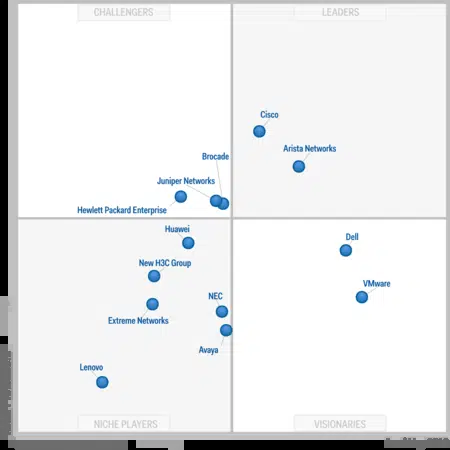 CHALLENGERS
LEADERS
Cisco
Arista Networks
Brocade
Juniper Networks
Hewlett Packard Enterprise
Huawei
Dell
New H3C Group
VMware
NEC
Extreme Networks
Avaya
Lenovo
NICHE PLAYERS
VISIONARIES